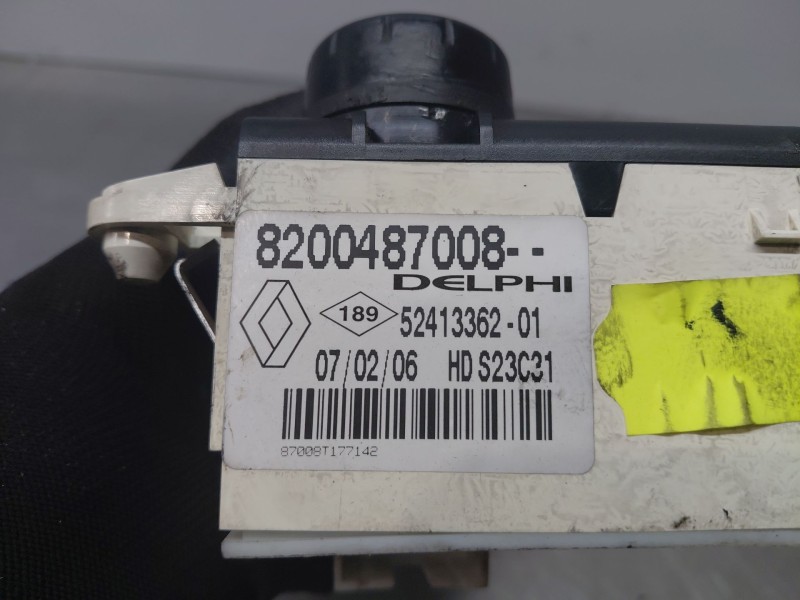 8200487008--
DELPHI
189
52413362-01
07/02/06 HD S23C31
87008T177142